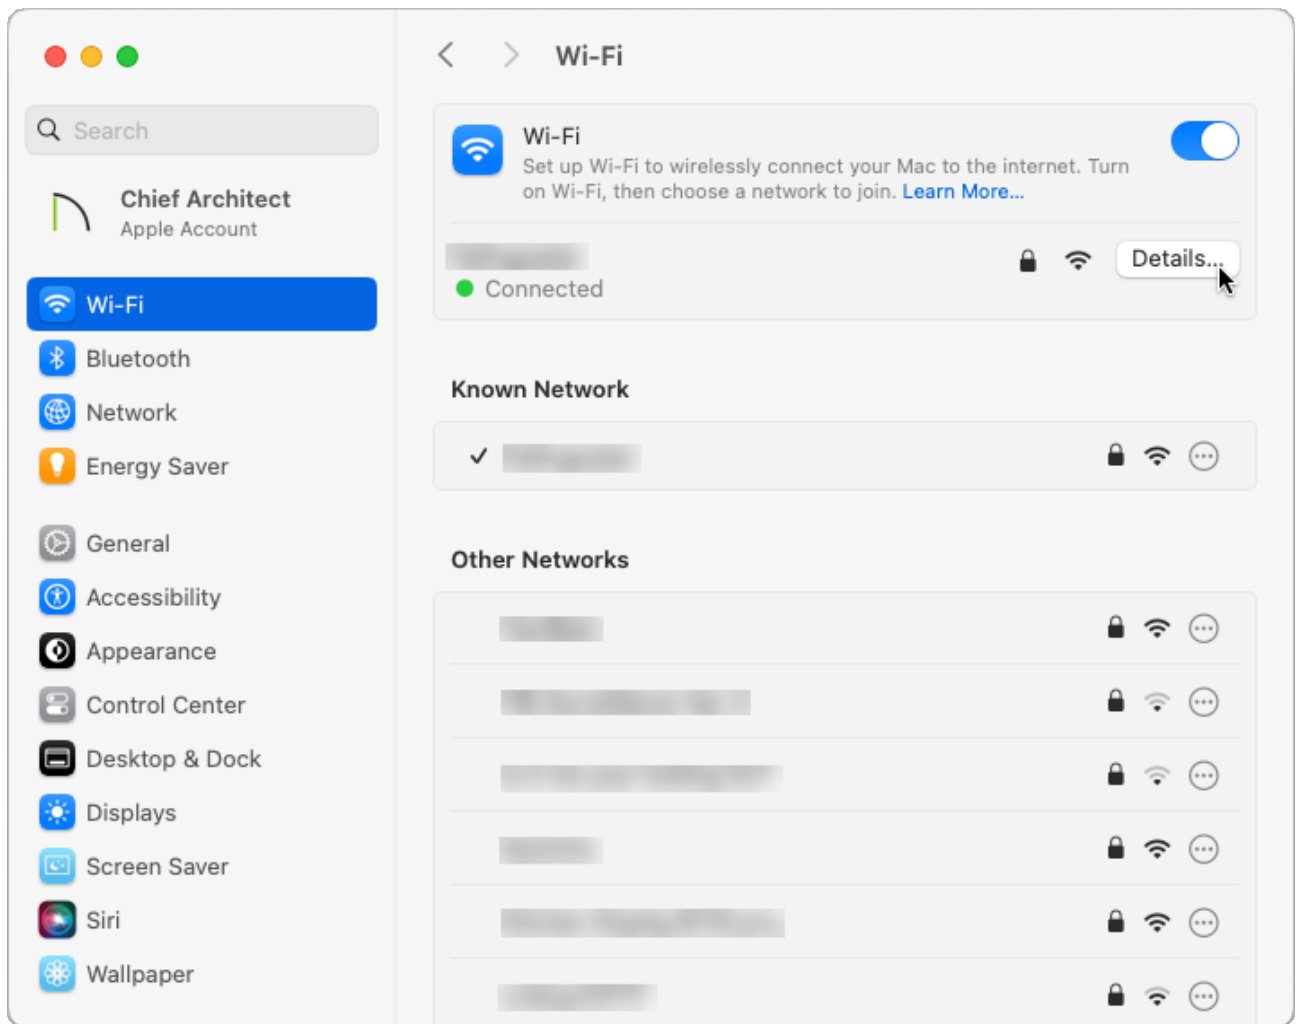 Wi-Fi
Search
Chief Architect
Apple Account
Wi-Fi
Bluetooth
Network
Energy Saver
General
Accessibility
Appearance
Control Center
Desktop & Dock
Displays
Screen Saver
Siri
Wallpaper
Wi-Fi
Set up Wi-Fi to wirelessly connect your Mac to the internet. Turn
on Wi-Fi, then choose a network to join. Learn More...
Details...
Connected
Known Network
Other Networks